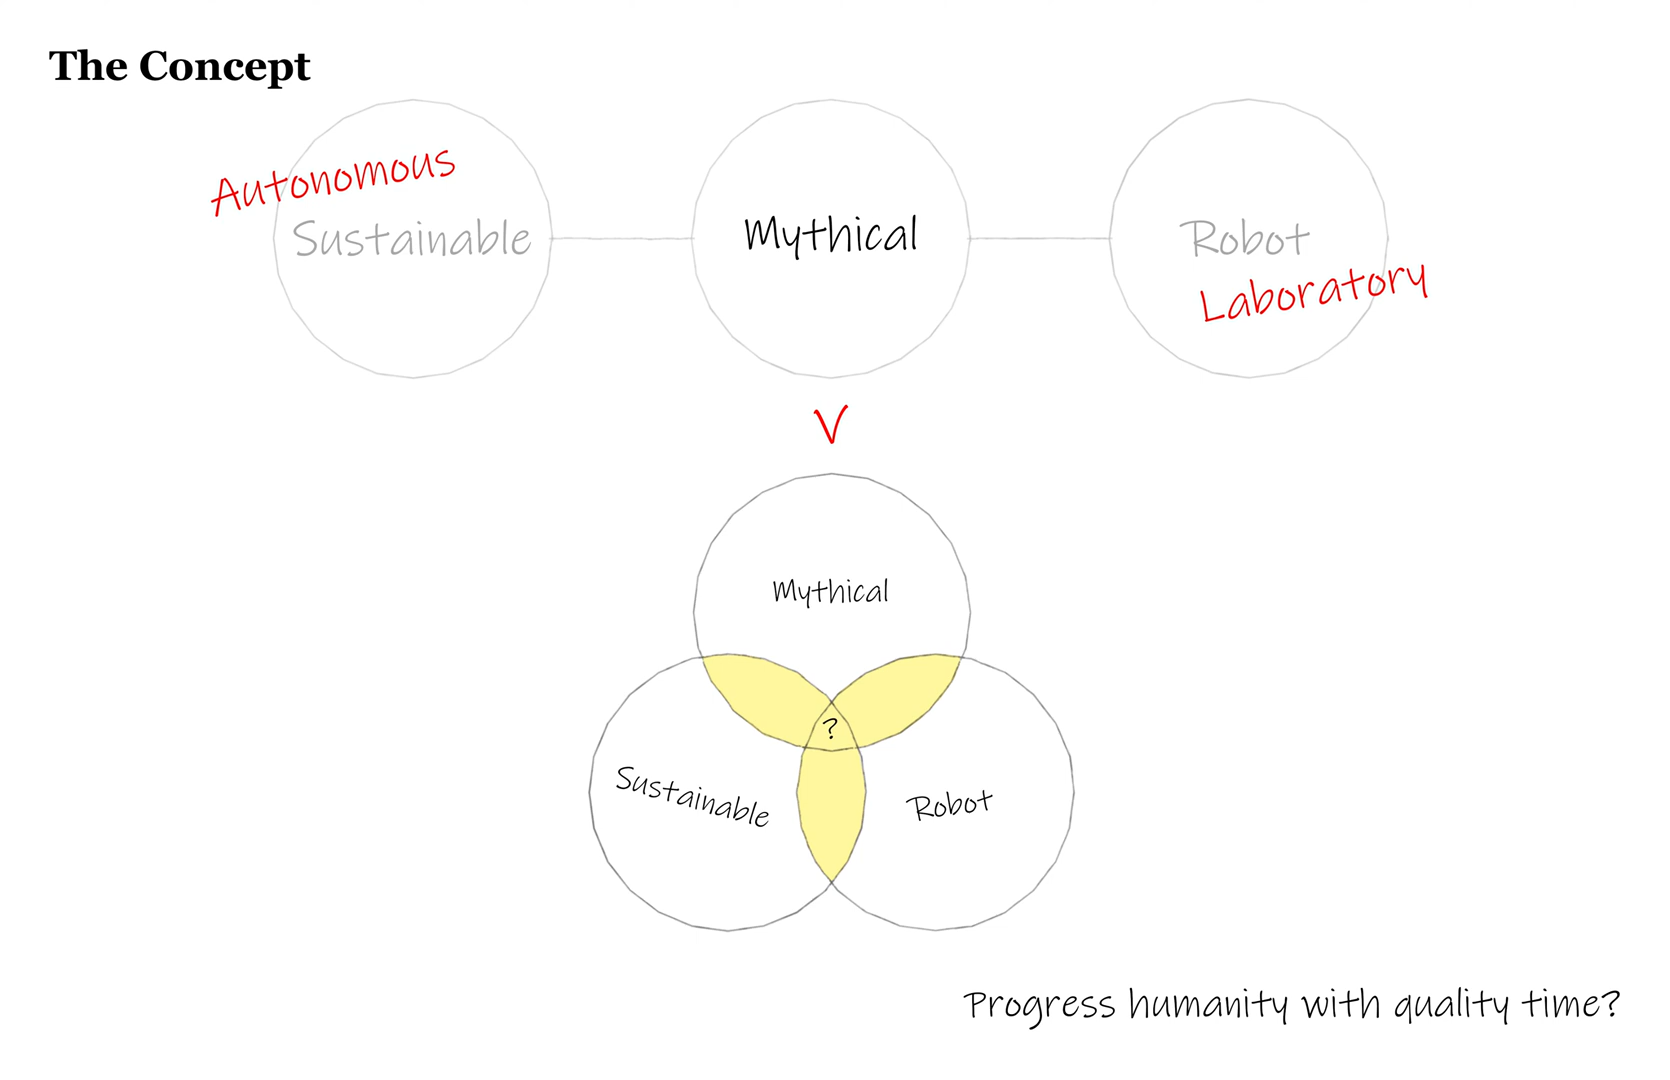 The Concept
Autonomous
Sustainable
Mythical
Robot
Laboratory
V
Mythical
?
Sustainable
Robot
Progress humanity with quality time?